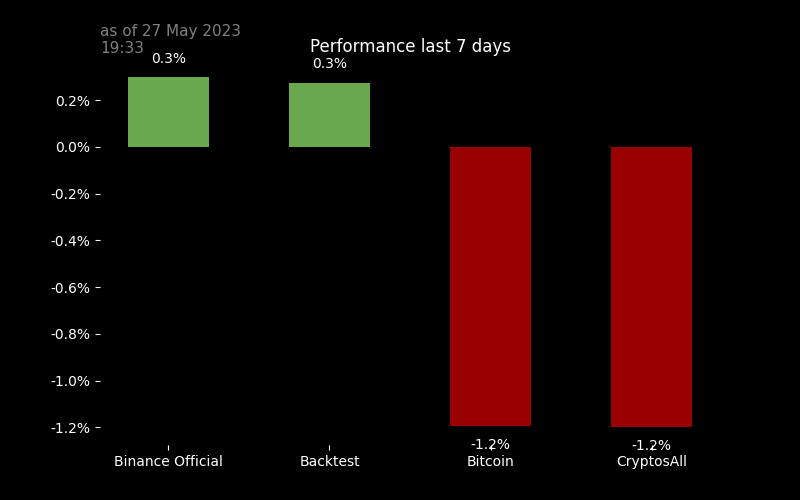 as of 27 May 2023
19:33
Performance last 7 days
0.3%
0.3%
0.2%
0.0%
-0.2%
-0.4%
-0.6%
-0.8%
-1.0%
-1.2%
-1.2%
-1.2%
Binance Official
Backtest
Bitcoin
CryptosAll